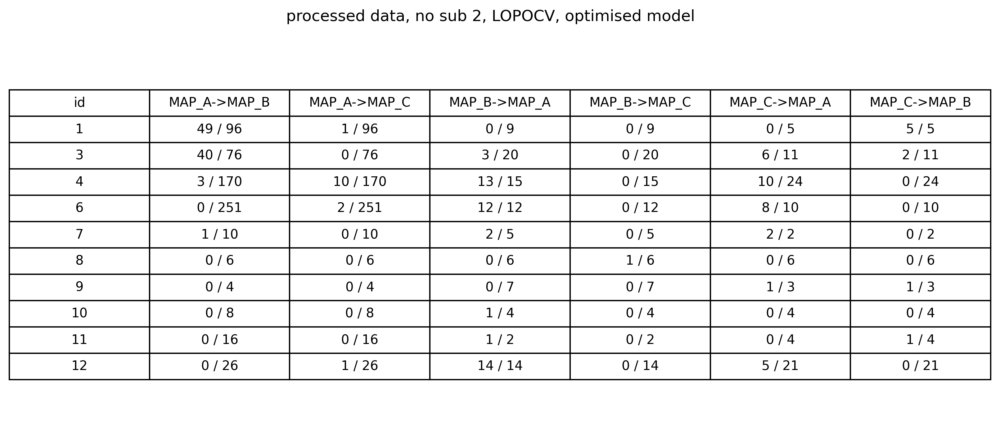 processed data, no sub 2, LOPOCV, optimised model
id MAP_A->MAP_B MAP_A->MAP_C MAP_B->MAP_A MAP_B->MAP_C MAP_C->MAP_A MAP_C->MAP_B
1 49 / 96 1 / 96 0 / 9 0 / 9 0 / 5 5 / 5
3 40 / 76 0 / 76 3 / 20 0 / 20 6 / 11 2 / 11
4 3 / 170 10 / 170 13 / 15 0 / 15 10 / 24 0 / 24
6 0 / 251 2 / 251 12 / 12 0 / 12 8 / 10 0 / 10
7 1 / 10 0 / 10 2 / 5 0 / 5 2 / 2 0 / 2
8 0 / 6 0 / 6 0 / 6 1 / 6 0 / 6 0 / 6
9 0 / 4 0 / 4 0 / 7 0 / 7 1 / 3 1 / 3
10 0 / 8 0 / 8 1 / 4 0 / 4 0 / 4 0 / 4
11 0 / 16 0 / 16 1 / 2 0 / 2 0 / 4 1 / 4
12 0 / 26 1 / 26 14 / 14 0 / 14 5 / 21 0 / 21